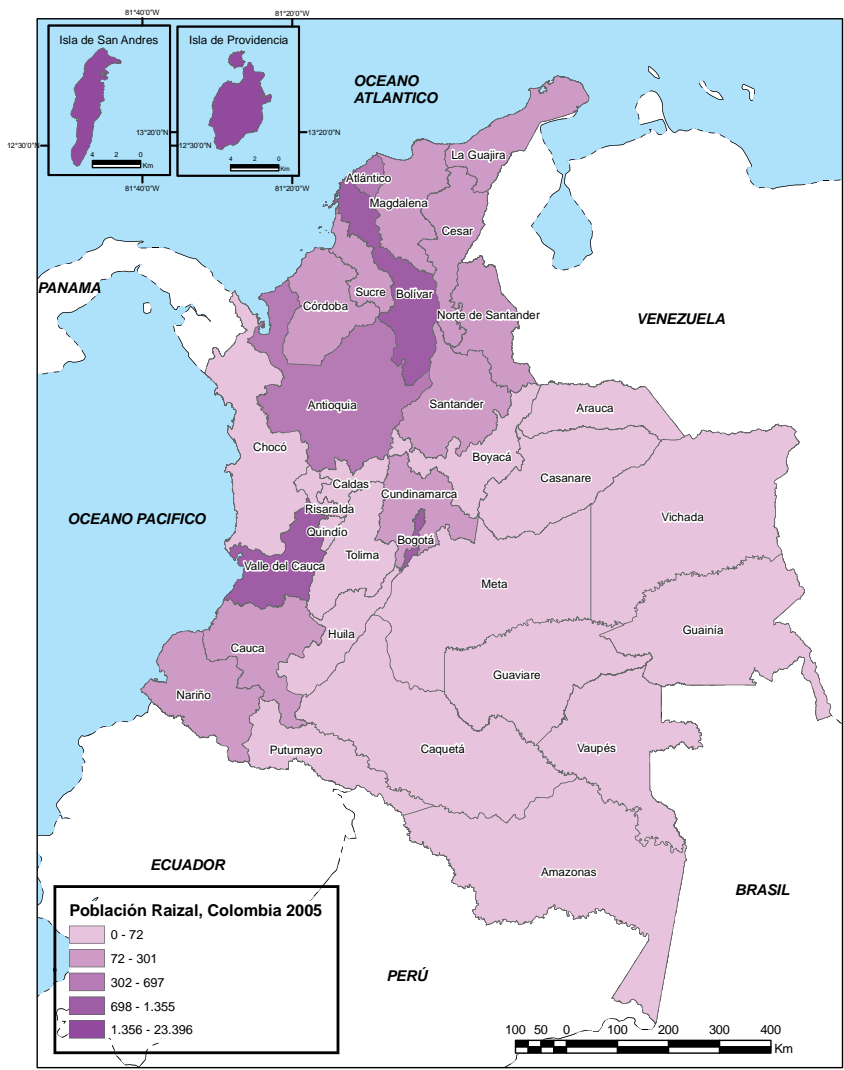 81°40'0"W
81°20'0"W
Isla de San Andres
Isla de Providencia
OCEANO
ATLANTICO
12°30'0"N
13°20'0"N
12°30'0"N
13°20'0"N
4 2 0
Km
4 2 0
Km
81°40'0"W
81°20'0"W
La Guajira
Atlántico
Magdalena
Cesar
PANAMA
Sucre
Bolívar
Córdoba
Norte de Santander
VENEZUELA
Antioquia
Santander
Arauca
Chocó
Boyacá
Casanare
Caldas
Cundinamarca
Risaralda
OCEANO PACIFICO
Vichada
Quindío
Bogotá
Tolima
Valle del Cauca
Meta
Guainía
Huila
Cauca
Guaviare
Nariño
Putumayo
Caquetá
Vaupés
ECUADOR
Amazonas
BRASIL
Población Raizal, Colombia 2005
0 - 72
72 - 301
302 - 697
698 - 1.355
1.356 - 23.396
PERÚ
100 50 0 100 200 300 400
Km